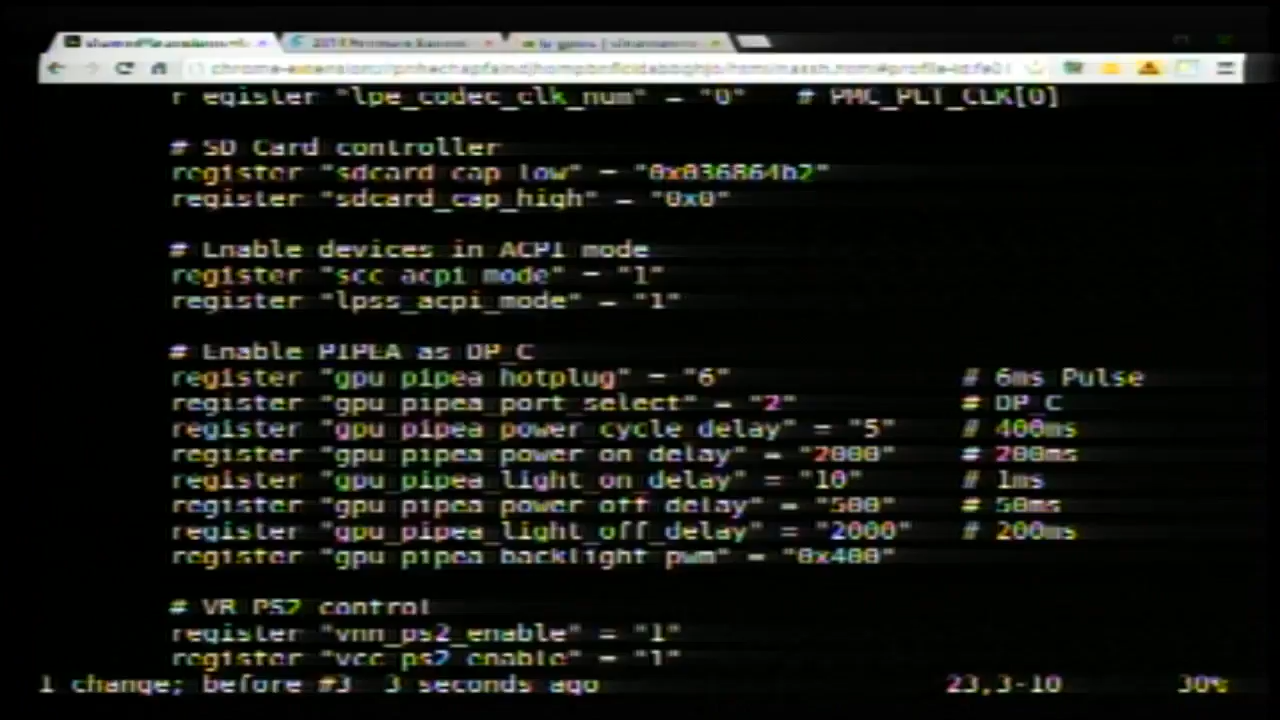 r egister "lpe_codec_clk_num" = "0" # PMC_PLT_CLK[0]
# SD Card controller
register "sdcard_cap_low" = "0x036864b2"
register "sdcard_cap_high" = "0x0"
# Enable devices in ACPI mode
register "scc_acpi_mode" = "1"
register "lpss_acpi_mode" = "1"
# Enable PIPEA as DP_C
register "gpu_pipea_hotplug" = "6" # 6ms Pulse
register "gpu_pipea_port_select" = "2" # DP_C
register "gpu_pipea_power_cycle_delay" = "5" # 400ms
register "gpu_pipea_power_on_delay" = "2000" # 200ms
register "gpu_pipea_light_on_delay" = "10" # 1ms
register "gpu_pipea_power_off_delay" = "500" # 50ms
register "gpu_pipea_light_off_delay" = "2000" # 200ms
register "gpu_pipea_backlight_pwm" = "0x400"
# VR PS2 control
register "vnn_ps2_enable" = "1"
register "vcc_ps2_enable" = "1"
1 change; before #3 3 seconds ago 23,3-10 30%